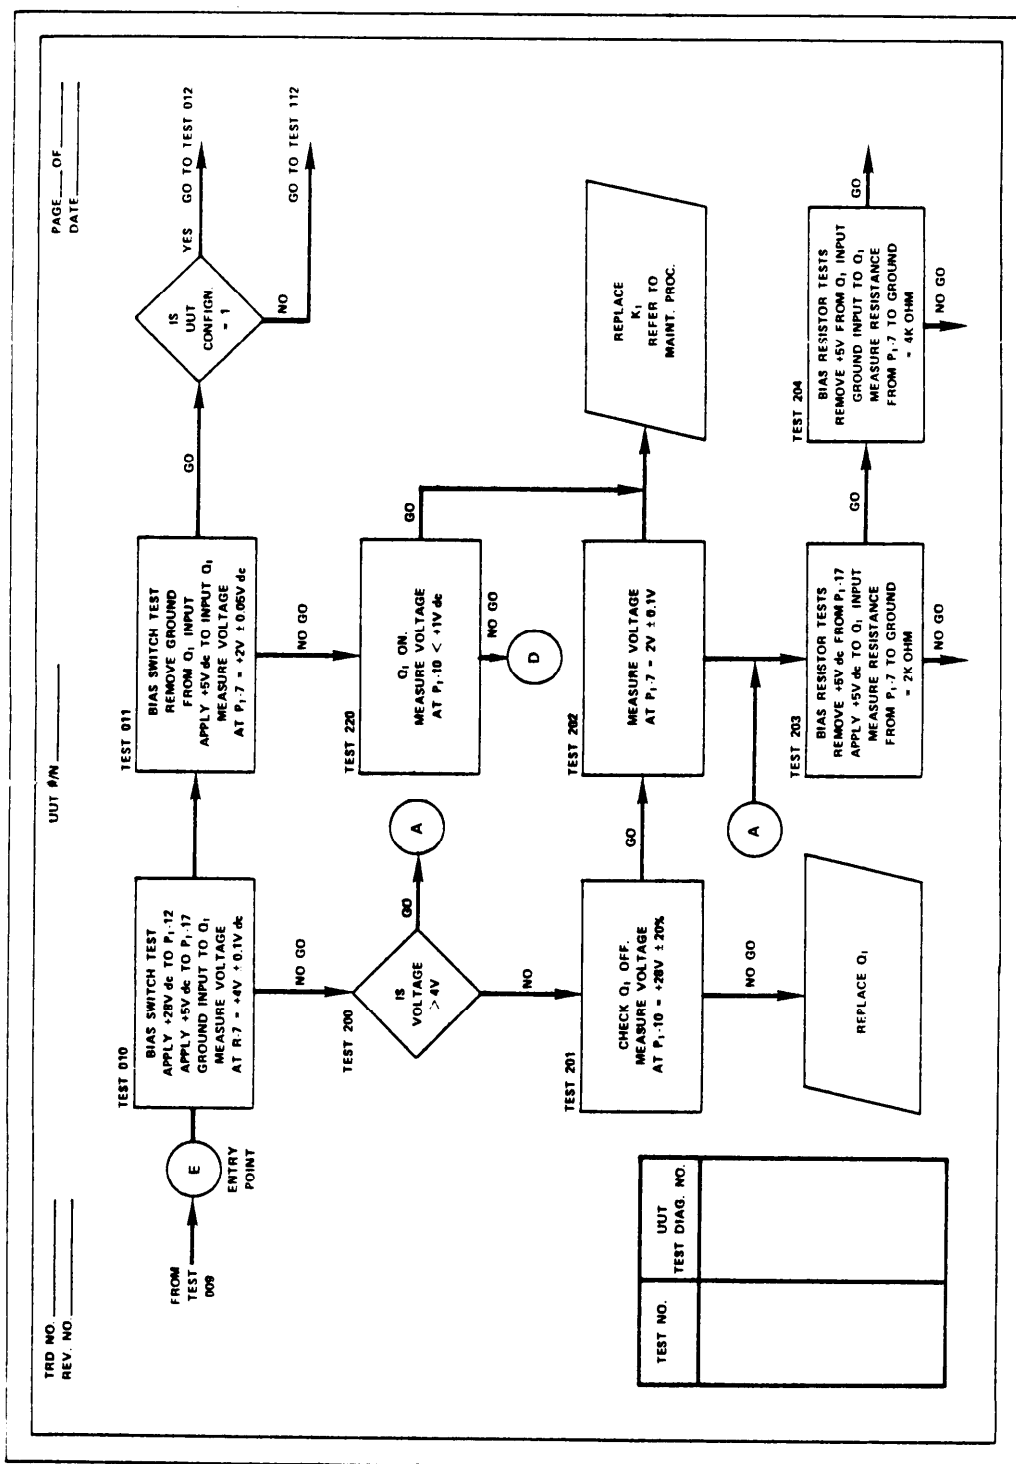 TRD NO.
REV. NO.
UUT #/N
PAGE OF
DATE
FROM
TEST
009
E
ENTRY
POINT
TEST 010
BIAS SWITCH TEST
APPLY +28V dc TO P1-12
APPLY +5V dc TO P1-17
GROUND INPUT TO Q1
MEASURE VOLTAGE
AT R-7 = +4V ± 0.1V dc
NO GO
TEST 011
BIAS SWITCH TEST
REMOVE GROUND
FROM Q1 INPUT
APPLY +5V dc TO INPUT Q1
MEASURE VOLTAGE
AT P1-7 = +2V ± 0.05V dc
GO
NO GO
IS
UUT
CONFIGN.
= 1
YES
GO TO TEST 012
NO
GO TO TEST 112
TEST 200
IS
VOLTAGE
> 4V
GO
A
NO
TEST 220
Q1 ON.
MEASURE VOLTAGE
AT P1-10 < +1V dc
GO
NO GO
D
TEST 201
CHECK Q1 OFF.
MEASURE VOLTAGE
AT P1-10 = +28V ± 20%
GO
NO GO
TEST 202
MEASURE VOLTAGE
AT P1-7 = 2V ± 0.1V
REPLACE
K1
REFER TO
MAINT. PROC.
REPLACE Q1
A
TEST 203
BIAS RESISTOR TESTS
REMOVE +5V dc FROM P1-17
APPLY +5V dc TO Q1 INPUT
MEASURE RESISTANCE
FROM P1-7 TO GROUND
= 2K OHM
GO
NO GO
TEST 204
BIAS RESISTOR TESTS
REMOVE +5V FROM Q1 INPUT
GROUND INPUT TO Q1
MEASURE RESISTANCE
FROM P1-7 TO GROUND
= 4K OHM
GO
NO GO
TEST NO.
UUT
TEST DIAG. NO.